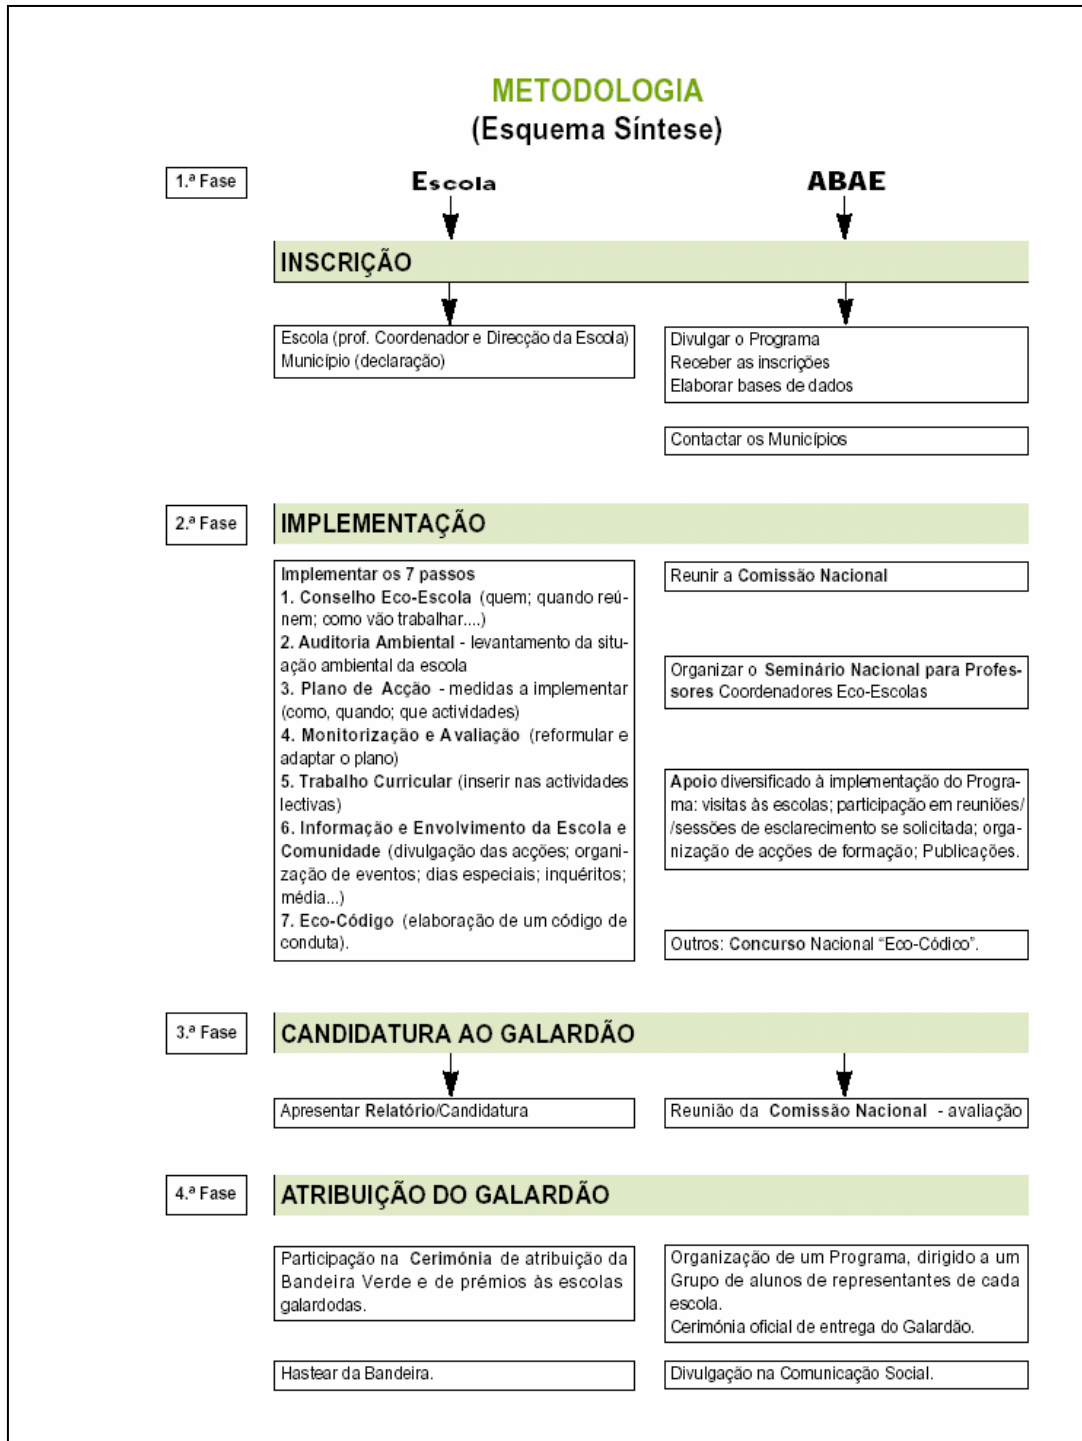 METODOLOGIA
(Esquema Síntese)
1.ª Fase
Escola
ABAE
INSCRIÇÃO
Escola (prof. Coordenador e Direcção da Escola)
Município (declaração)
Divulgar o Programa
Receber as inscrições
Elaborar bases de dados
Contactar os Municípios
2.ª Fase
IMPLEMENTAÇÃO
Implementar os 7 passos
1. Conselho Eco-Escola (quem; quando reú-
nem; como vão trabalhar....)
2. Auditoria Ambiental - levantamento da situ-
ação ambiental da escola
3. Plano de Acção - medidas a implementar
(como, quando; que actividades)
4. Monitorização e Avaliação (reformular e
adaptar o plano)
5. Trabalho Curricular (inserir nas actividades
lectivas)
6. Informação e Envolvimento da Escola e
Comunidade (divulgação das acções; organi-
zação de eventos; dias especiais; inquéritos;
média...)
7. Eco-Código (elaboração de um código de
conduta).
Reunir a Comissão Nacional
Organizar o Seminário Nacional para Profes-
sores Coordenadores Eco-Escolas
Apoio diversificado à implementação do Progra-
ma: visitas às escolas; participação em reuniões/
/sessões de esclarecimento se solicitada; orga-
nização de acções de formação; Publicações.
Outros: Concurso Nacional “Eco-Códico”.
3.ª Fase
CANDIDATURA AO GALARDÃO
Apresentar Relatório/Candidatura
Reunião da Comissão Nacional - avaliação
4.ª Fase
ATRIBUIÇÃO DO GALARDÃO
Participação na Cerimónia de atribuição da
Bandeira Verde e de prémios às escolas
galardodas.
Organização de um Programa, dirigido a um
Grupo de alunos de representantes de cada
escola.
Cerimónia oficial de entrega do Galardão.
Hastear da Bandeira.
Divulgação na Comunicação Social.